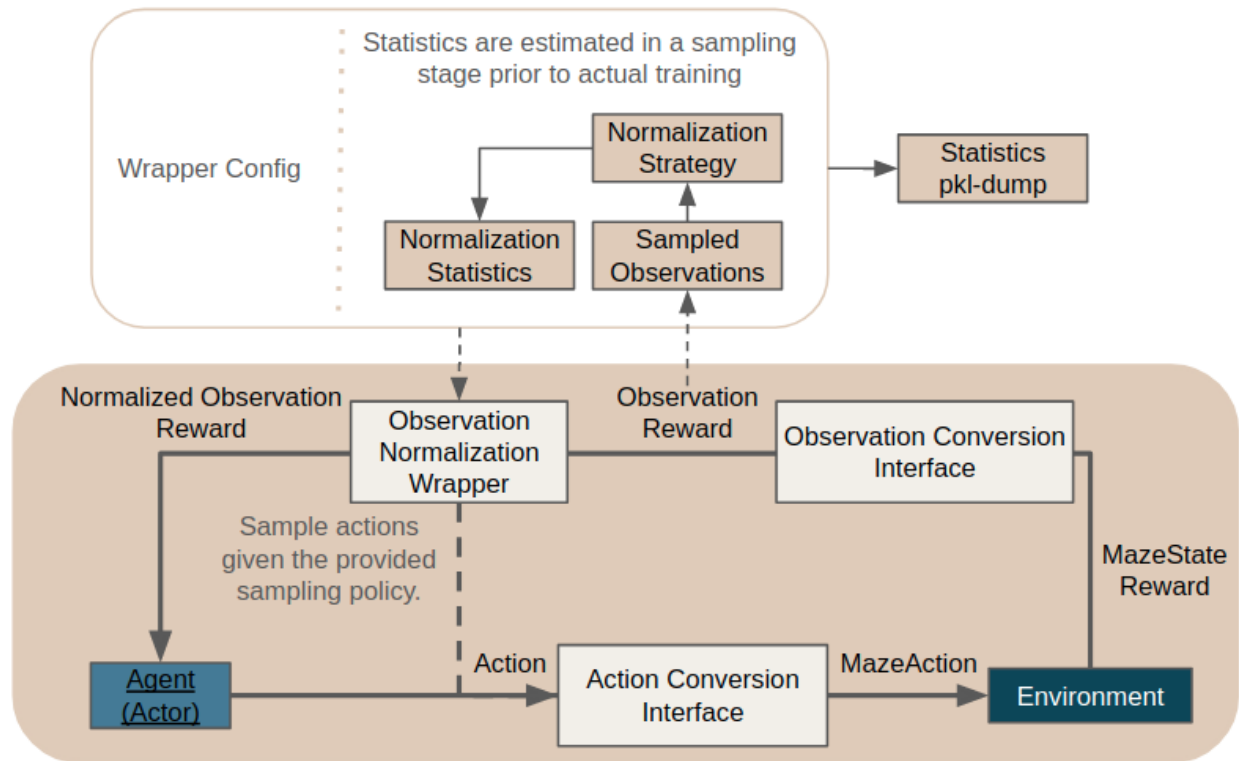 Statistics are estimated in a sampling
stage prior to actual training
Wrapper Config
Normalization
Strategy
Statistics
pkl-dump
Normalization
Statistics
Sampled
Observations
Normalized Observation
Reward
Observation
Normalization
Wrapper
Observation
Reward
Observation Conversion
Interface
Sample actions
given the provided
sampling policy.
MazeState
Reward
Agent
(Actor)
Action
Action Conversion
Interface
MazeAction
Environment